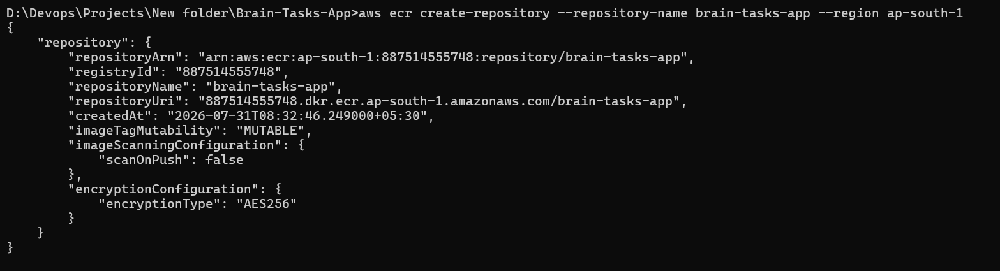 D:\Devops\Projects\New folder\Brain-Tasks-App>aws ecr create-repository --repository-name brain-tasks-app --region ap-south-1
{
    "repository": {
        "repositoryArn": "arn:aws:ecr:ap-south-1:887514555748:repository/brain-tasks-app",
        "registryId": "887514555748",
        "repositoryName": "brain-tasks-app",
        "repositoryUri": "887514555748.dkr.ecr.ap-south-1.amazonaws.com/brain-tasks-app",
        "createdAt": "2026-07-31T08:32:46.249000+05:30",
        "imageTagMutability": "MUTABLE",
        "imageScanningConfiguration": {
            "scanOnPush": false
        },
        "encryptionConfiguration": {
            "encryptionType": "AES256"
        }
    }
}